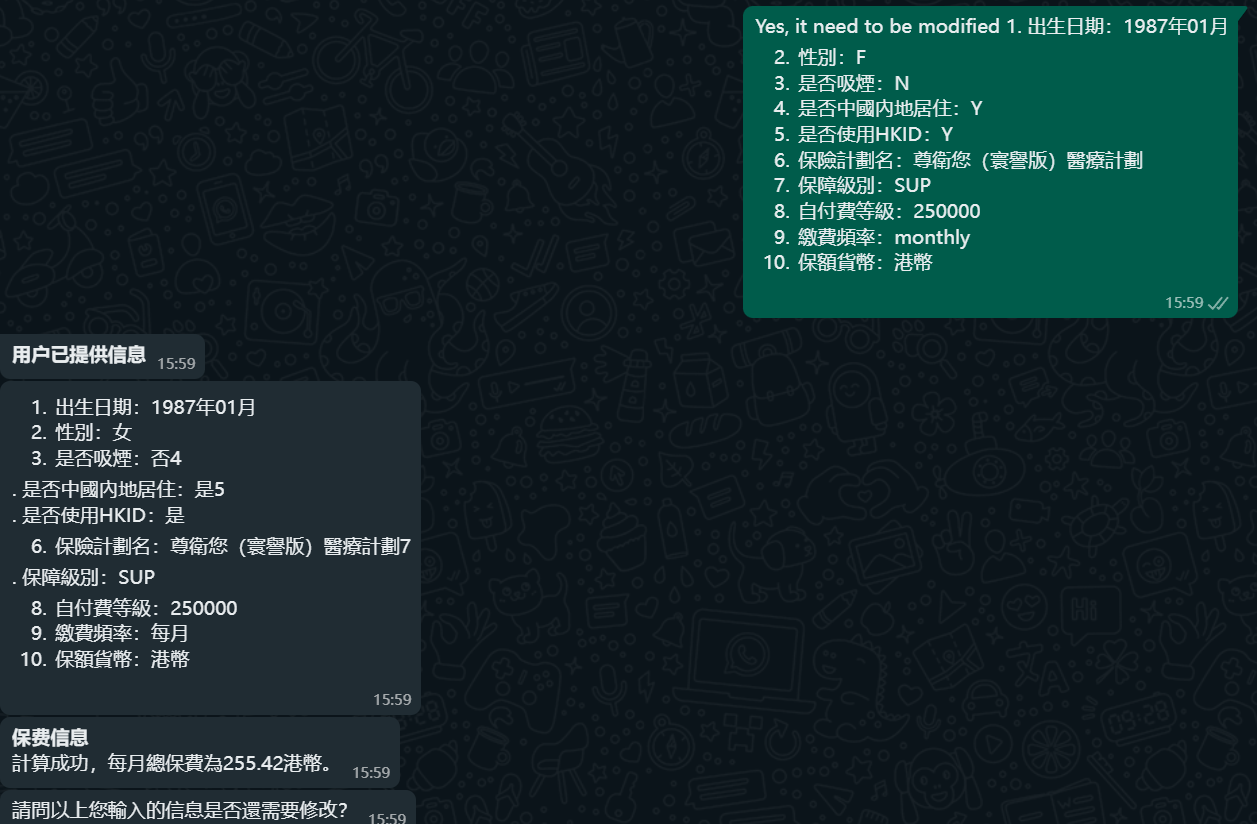 Yes, it need to be modified 1. 出生日期：1987年01月
2. 性別：F
3. 是否吸煙：N
4. 是否中國內地居住：Y
5. 是否使用HKID：Y
6. 保險計劃名：尊衛您（寰譽版）醫療計劃
7. 保障級別：SUP
8. 自付費等級：250000
9. 繳費頻率：monthly
10. 保額貨幣：港幣
15:59
用户已提供信息 15:59
1. 出生日期：1987年01月
2. 性別：女
3. 是否吸煙：否4
. 是否中國內地居住：是5
. 是否使用HKID：是
6. 保險計劃名：尊衛您（寰譽版）醫療計劃7
. 保障級別：SUP
8. 自付費等級：250000
9. 繳費頻率：每月
10. 保額貨幣：港幣
15:59
保费信息
計算成功，每月總保費為255.42港幣。 15:59
請問以上您輸入的信息是否還需要修改？ 15:59